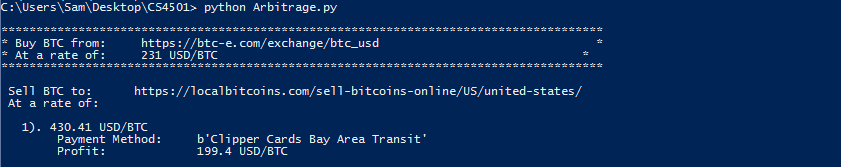 C:\Users\Sam\Desktop\CS4501> python Arbitrage.py
*******************************************************************************
* Buy BTC from:     https://btc-e.com/exchange/btc_usd                             *
* At a rate of:     231 USD/BTC                                                *
*******************************************************************************
Sell BTC to:      https://localbitcoins.com/sell-bitcoins-online/US/united-states/
At a rate of:
1). 430.41 USD/BTC
Payment Method:     b'Clipper Cards Bay Area Transit'
Profit:             199.4 USD/BTC